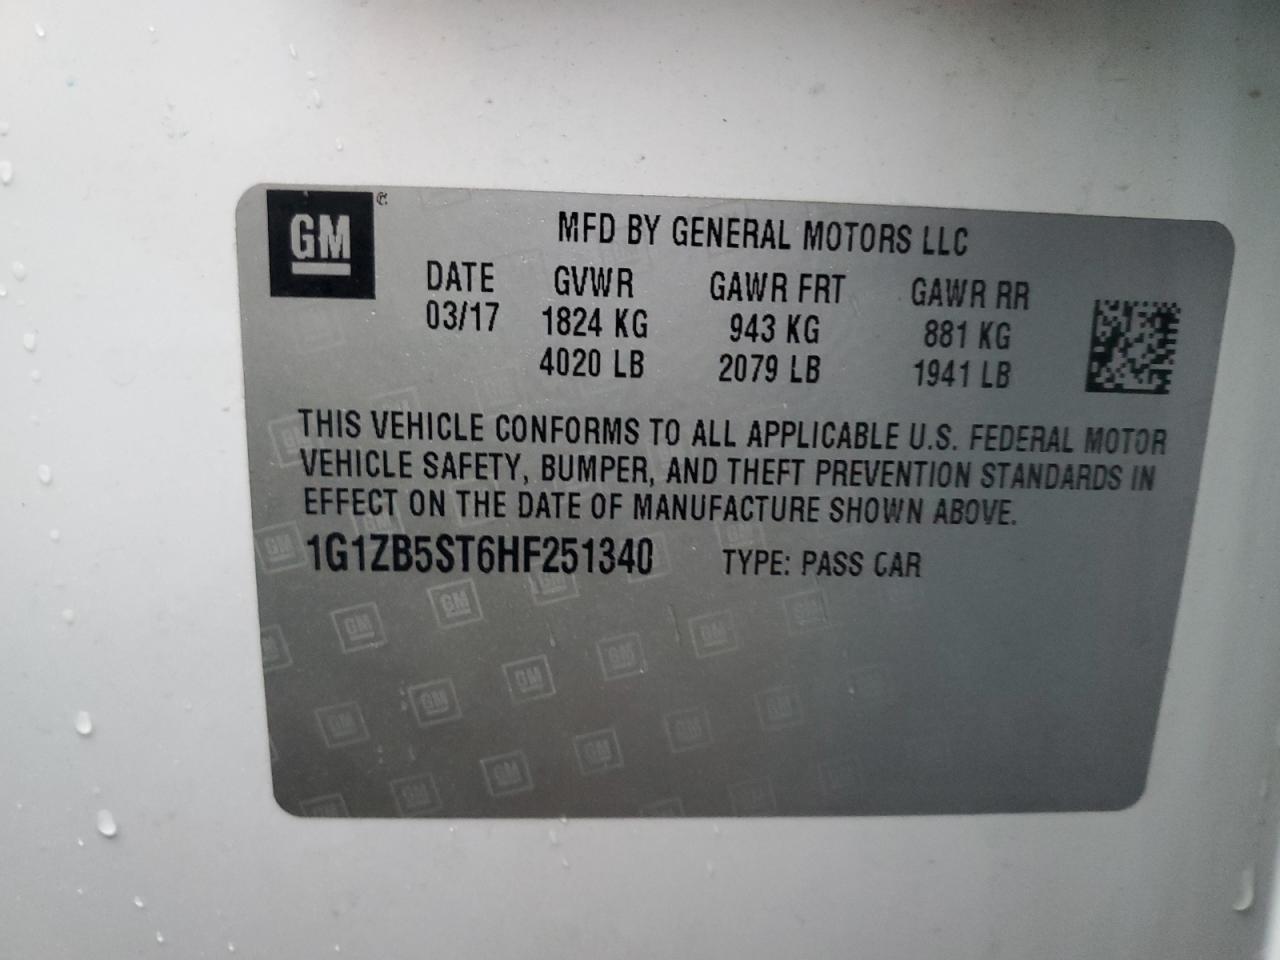 GM
MFD BY GENERAL MOTORS LLC
DATE GVWR GAWR FRT GAWR RR
03/17 1824 KG 943 KG 881 KG
4020 LB 2079 LB 1941 LB
THIS VEHICLE CONFORMS TO ALL APPLICABLE U.S. FEDERAL MOTOR
VEHICLE SAFETY, BUMPER, AND THEFT PREVENTION STANDARDS IN
EFFECT ON THE DATE OF MANUFACTURE SHOWN ABOVE.
1G1ZB5ST6HF251340 TYPE: PASS CAR